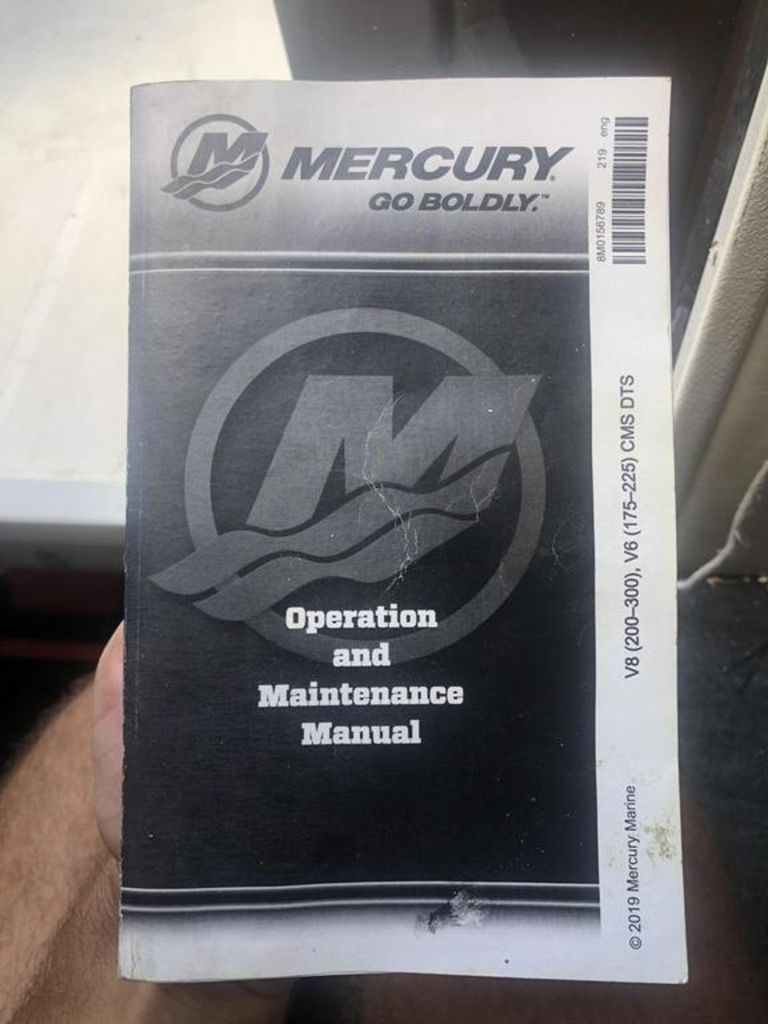 MERCURY
GO BOLDLY.™
Operation
and
Maintenance
Manual
8M0156789 219 eng
V8 (200–300), V6 (175–225) CMS DTS
© 2019 Mercury Marine